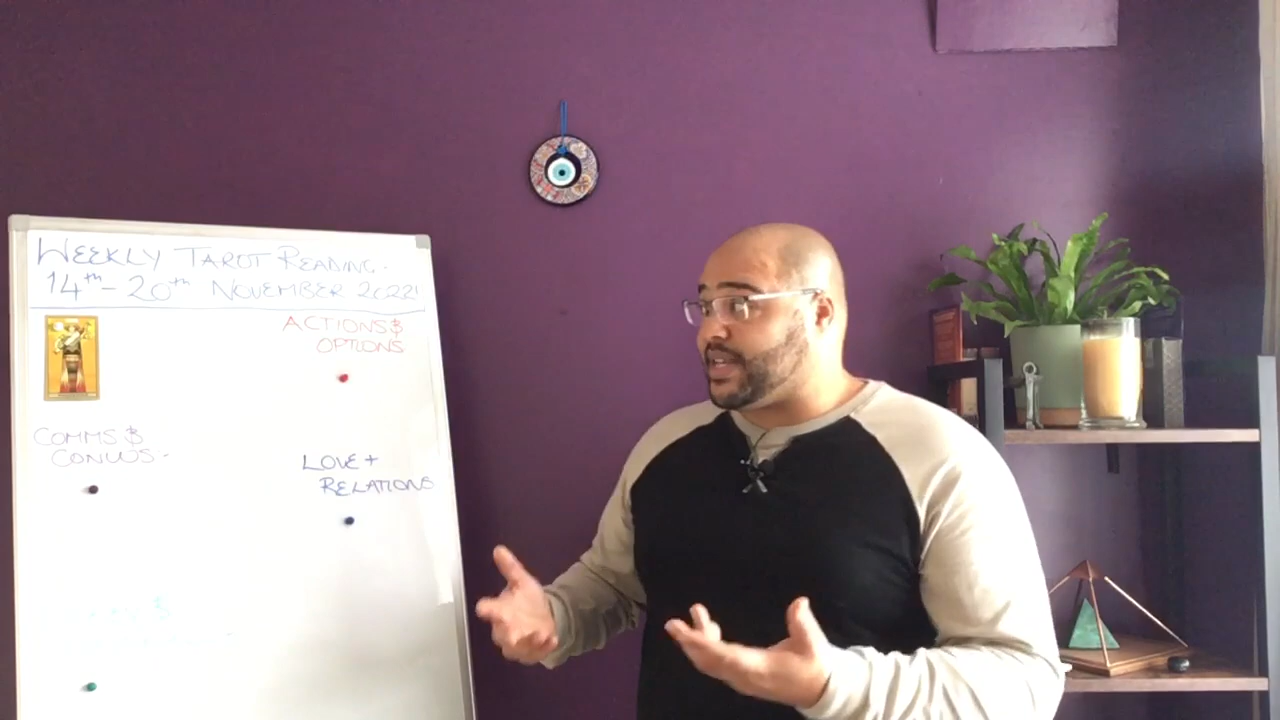 WEEKLY TAROT READING.
14th - 20th NOVEMBER 2022!
ACTIONS &
OPTIONS
COMMS &
CONVOS -
LOVE +
RELATIONS